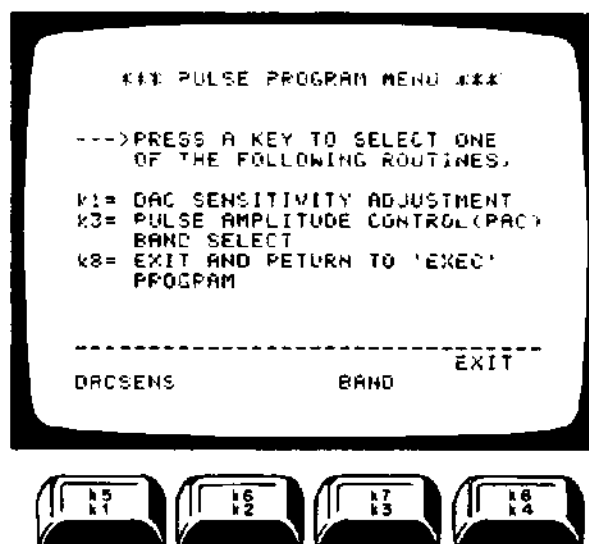 *** PULSE PROGRAM MENU ***
--->PRESS A KEY TO SELECT ONE
OF THE FOLLOWING ROUTINES.
k1= DAC SENSITIVITY ADJUSTMENT
k3= PULSE AMPLITUDE CONTROL(PAC)
BAND SELECT
k8= EXIT AND RETURN TO 'EXEC'
PROGRAM
EXIT
DACSENS BAND
k5 k6 k7 k8
k1 k2 k3 k4